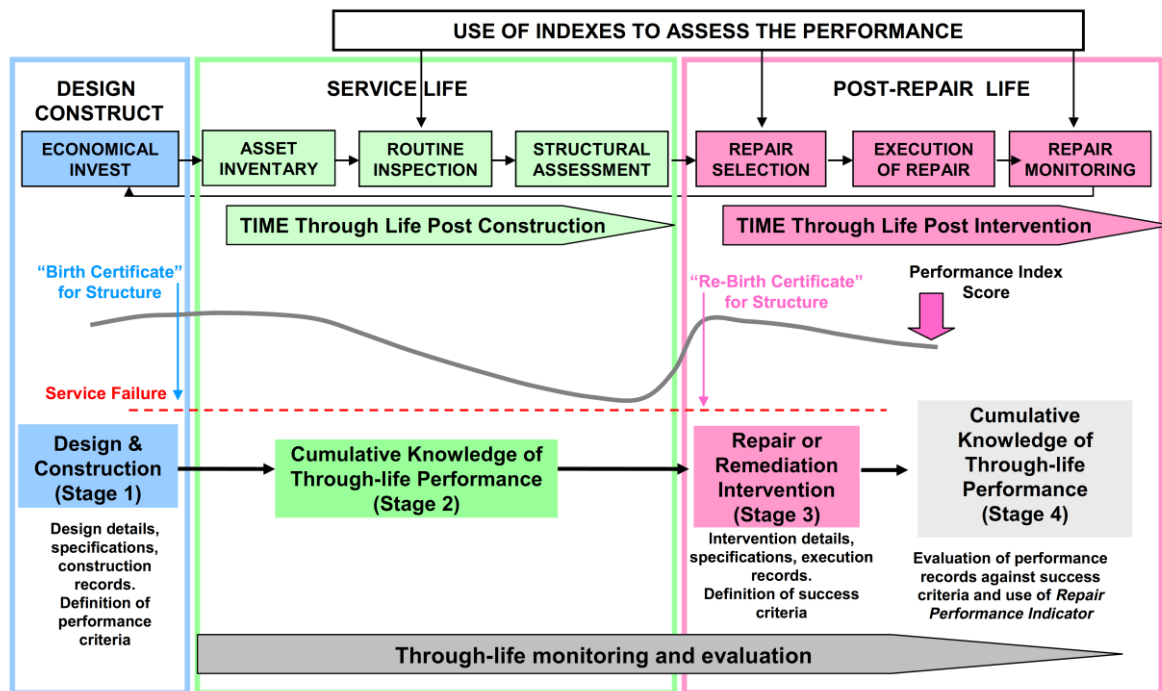 USE OF INDEXES TO ASSESS THE PERFORMANCE
DESIGN
CONSTRUCT
SERVICE LIFE
POST-REPAIR LIFE
ECONOMICAL
INVEST
ASSET
INVENTORY
ROUTINE
INSPECTION
STRUCTURAL
ASSESSMENT
REPAIR
SELECTION
EXECUTION
OF REPAIR
REPAIR
MONITORING
TIME Through Life Post Construction
TIME Through Life Post Intervention
“Birth Certificate”
for Structure
“Re-Birth Certificate”
for Structure
Performance Index
Score
Service Failure
Design &
Construction
(Stage 1)
Cumulative Knowledge of
Through-life Performance
(Stage 2)
Repair or
Remediation
Intervention
(Stage 3)
Cumulative
Knowledge of
Through-life
Performance
(Stage 4)
Design details,
specifications,
construction
records.
Definition of
performance
criteria
Intervention details,
specifications, execution
records.
Definition of success
criteria
Evaluation of performance
records against success
criteria and use of Repair
Performance Indicator
Through-life monitoring and evaluation